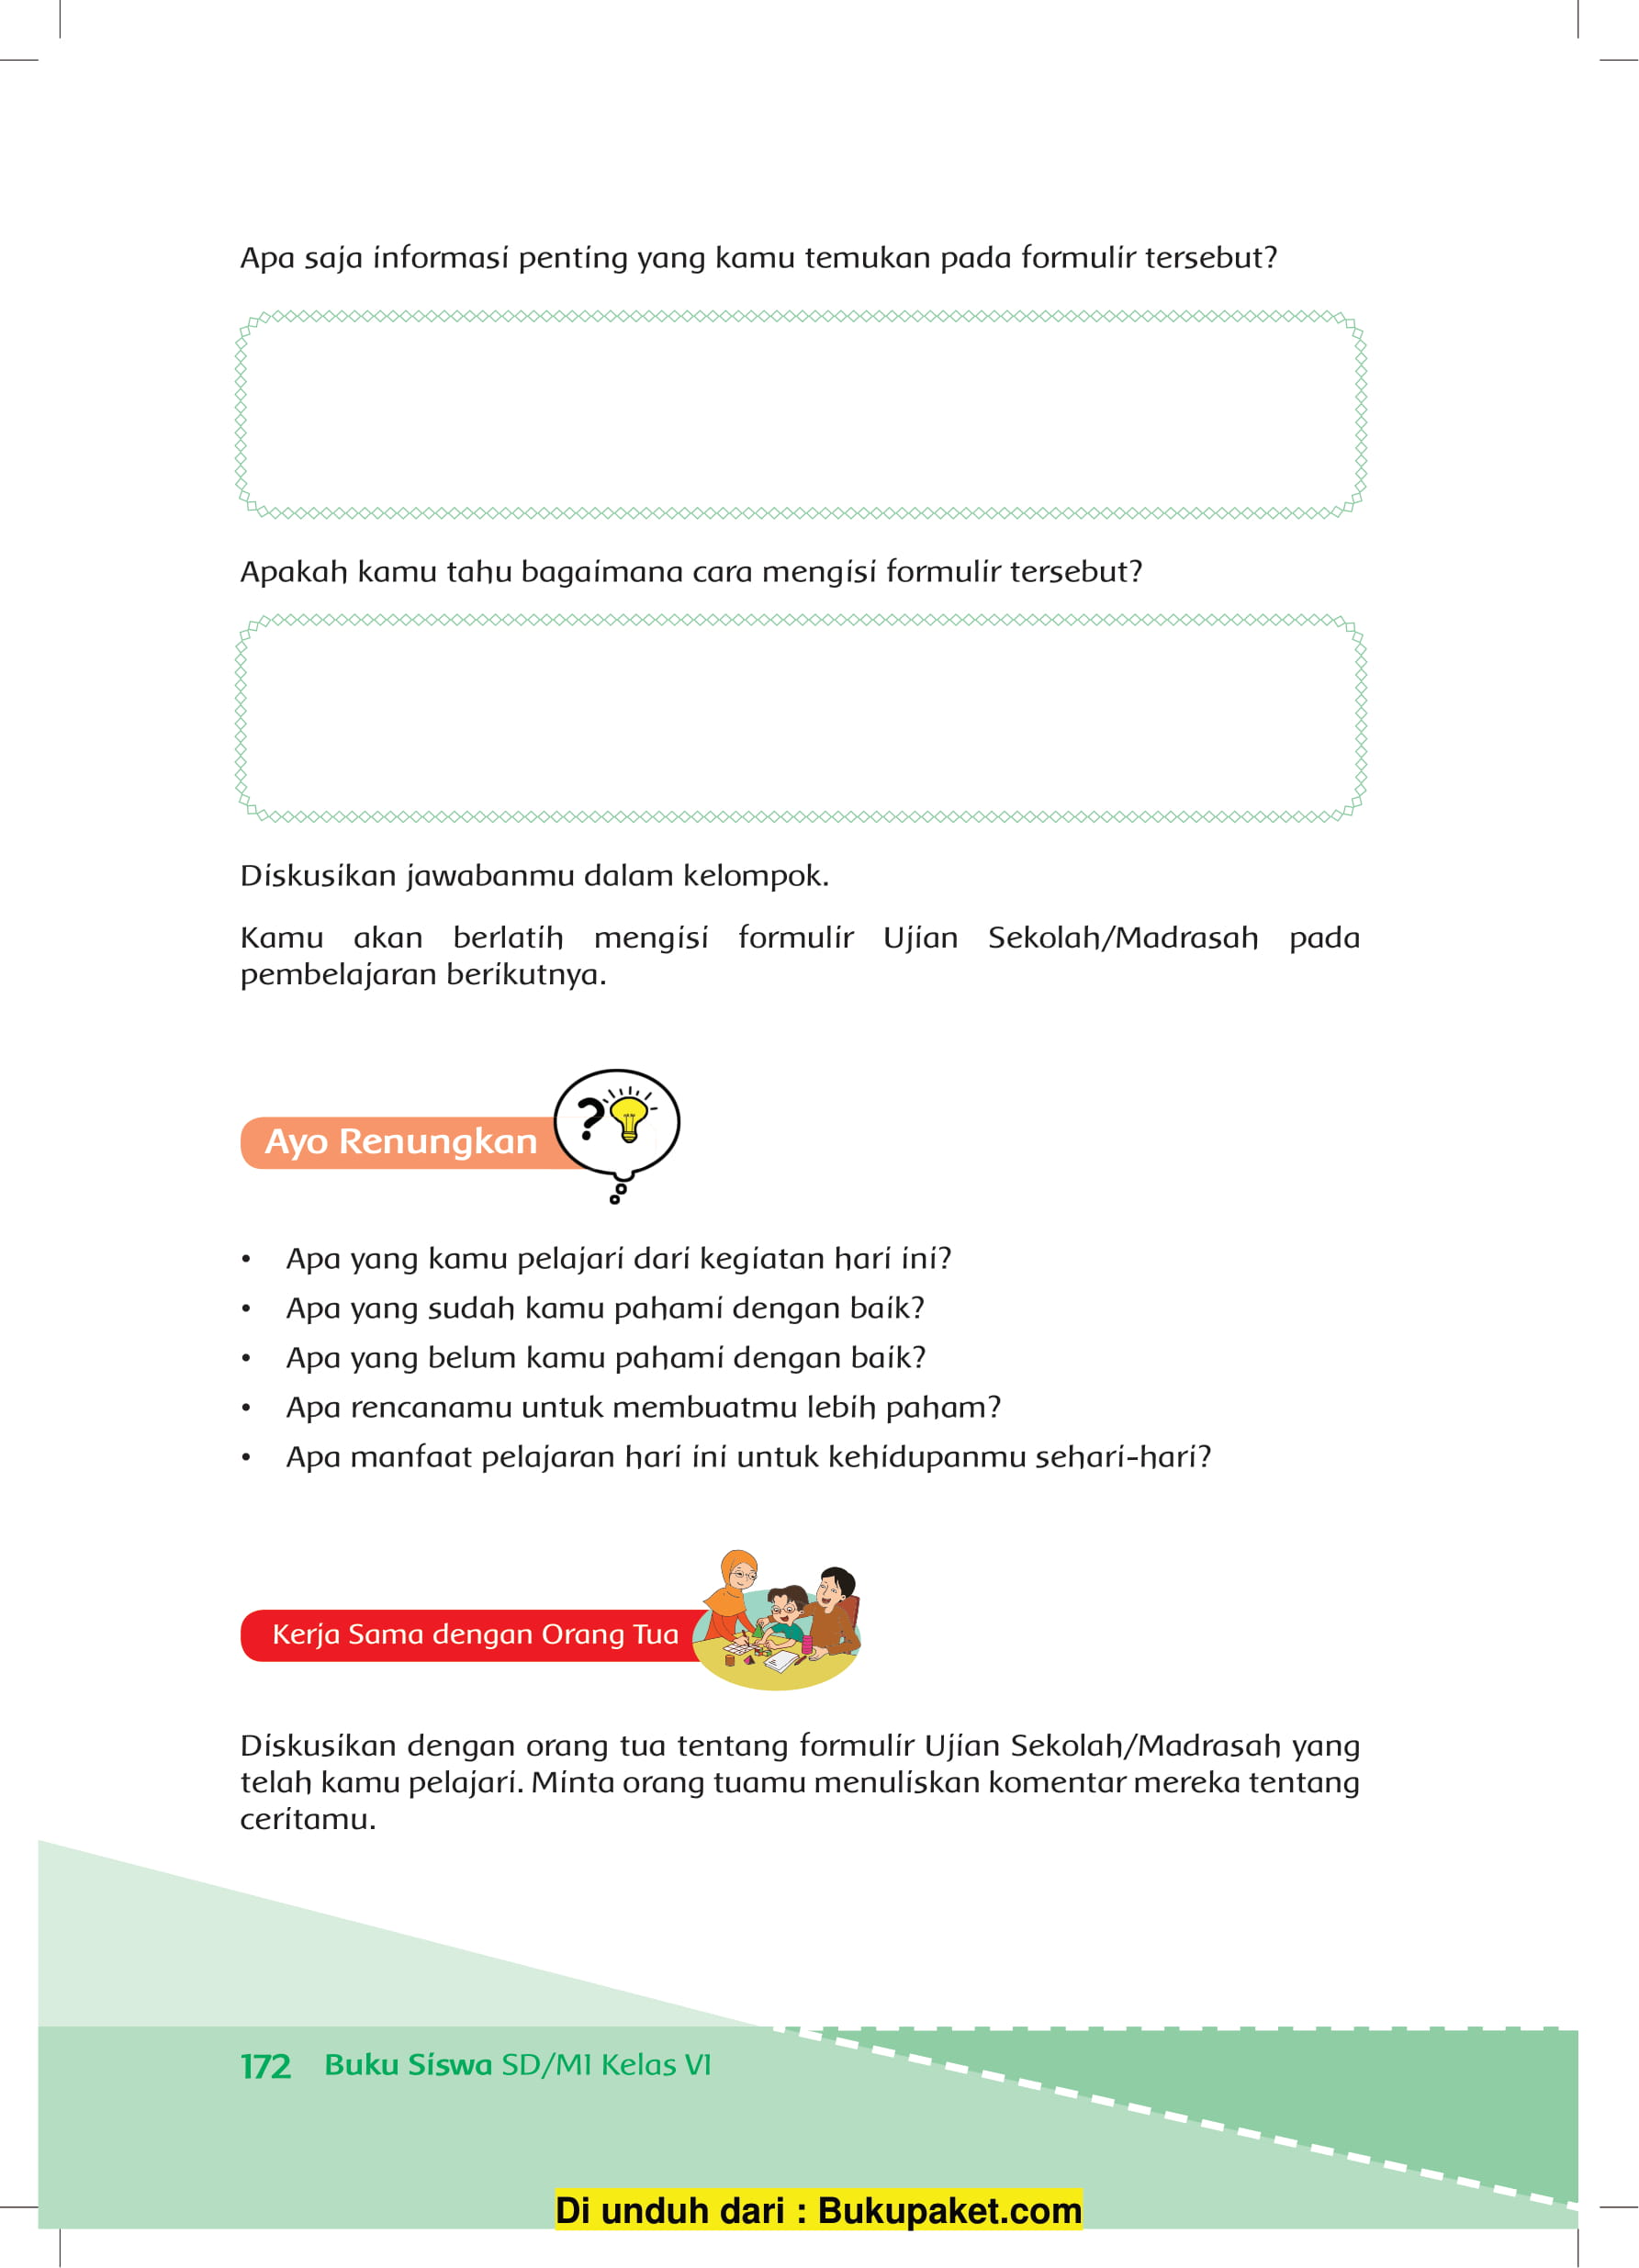 Apa saja informasi penting yang kamu temukan pada formulir tersebut?
Apakah kamu tahu bagaimana cara mengisi formulir tersebut?
Diskusikan jawabanmu dalam kelompok.
Kamu akan berlatih mengisi formulir Ujian Sekolah/Madrasah pada
pembelajaran berikutnya.
Ayo Renungkan
?
• Apa yang kamu pelajari dari kegiatan hari ini?
• Apa yang sudah kamu pahami dengan baik?
• Apa yang belum kamu pahami dengan baik?
• Apa rencanamu untuk membuatmu lebih paham?
• Apa manfaat pelajaran hari ini untuk kehidupanmu sehari-hari?
Kerja Sama dengan Orang Tua
Diskusikan dengan orang tua tentang formulir Ujian Sekolah/Madrasah yang
telah kamu pelajari. Minta orang tuamu menuliskan komentar mereka tentang
ceritamu.
172 Buku Siswa SD/MI Kelas VI
Di unduh dari : Bukupaket.com